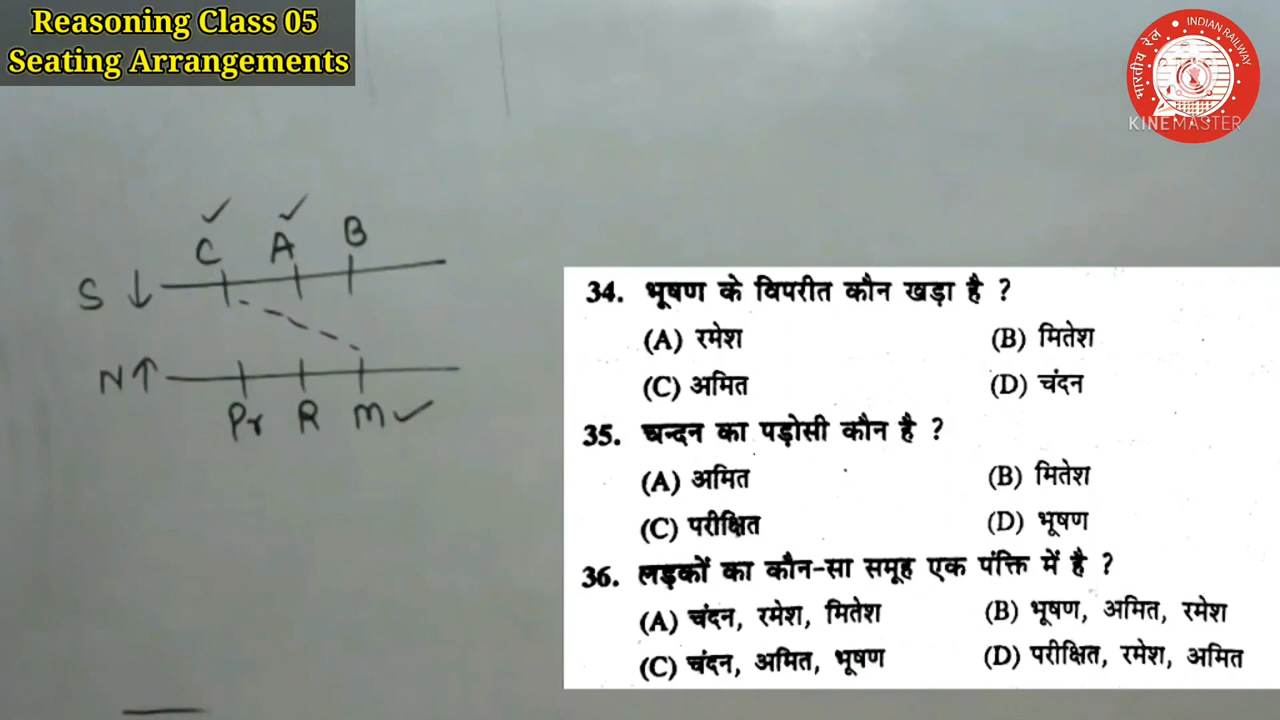 Reasoning Class 05
Seating Arrangements
भारतीय रेल INDIAN RAILWAY
KINEMASTER
C A B
S ↓
N ↑
Pr R M
34. भूषण के विपरीत कौन खड़ा है ?
(A) रमेश (B) मितेश
(C) अमित (D) चंदन
35. चन्दन का पड़ोसी कौन है ?
(A) अमित (B) मितेश
(C) परीक्षित (D) भूषण
36. लड़कों का कौन-सा समूह एक पंक्ति में है ?
(A) चंदन, रमेश, मितेश (B) भूषण, अमित, रमेश
(C) चंदन, अमित, भूषण (D) परीक्षित, रमेश, अमित